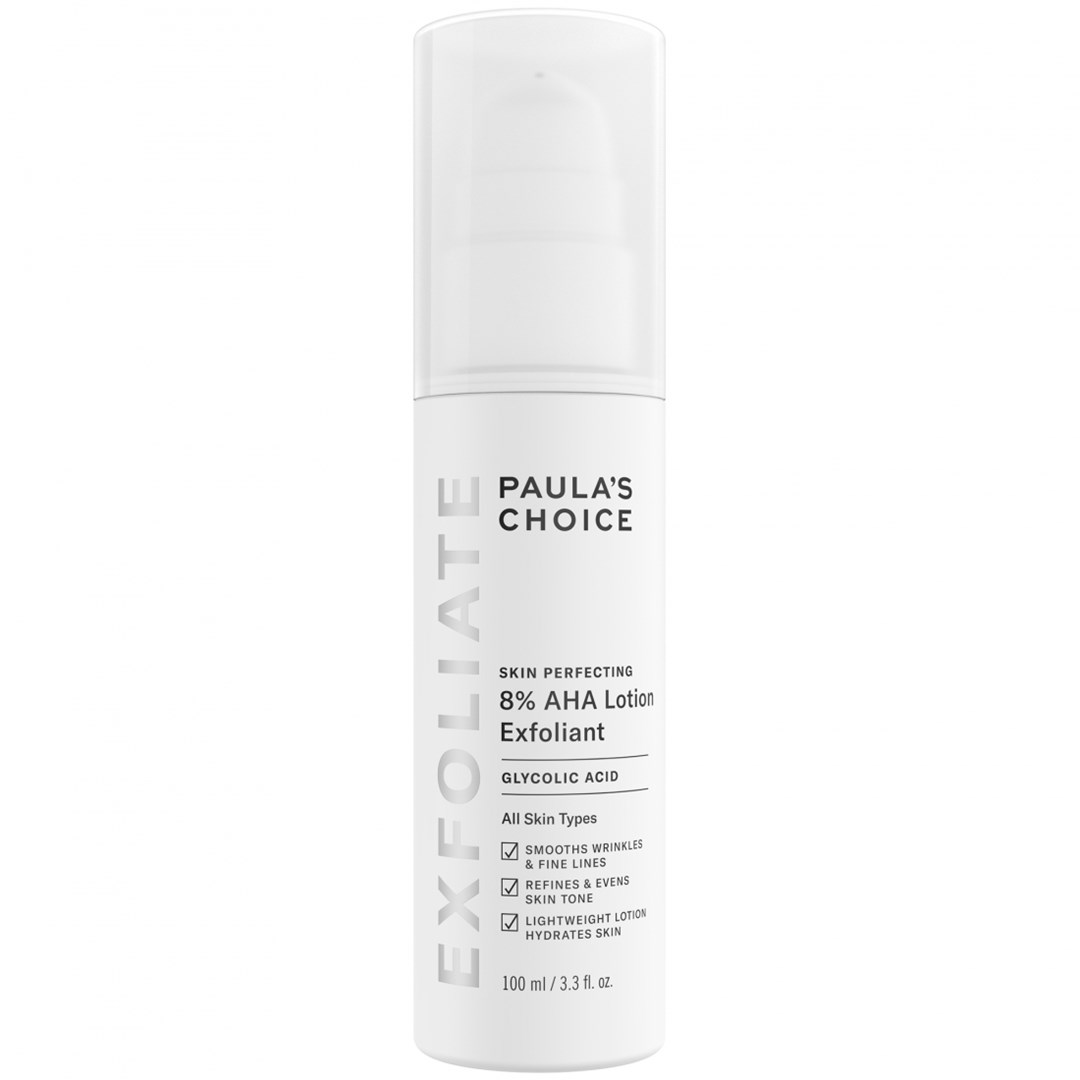 EXFOLIATE
PAULA'S
CHOICE
SKIN PERFECTING
8% AHA Lotion
Exfoliant
GLYCOLIC ACID
All Skin Types
SMOOTHS WRINKLES
& FINE LINES
REFINES & EVENS
SKIN TONE
LIGHTWEIGHT LOTION
HYDRATES SKIN
100 ml / 3.3 fl. oz.